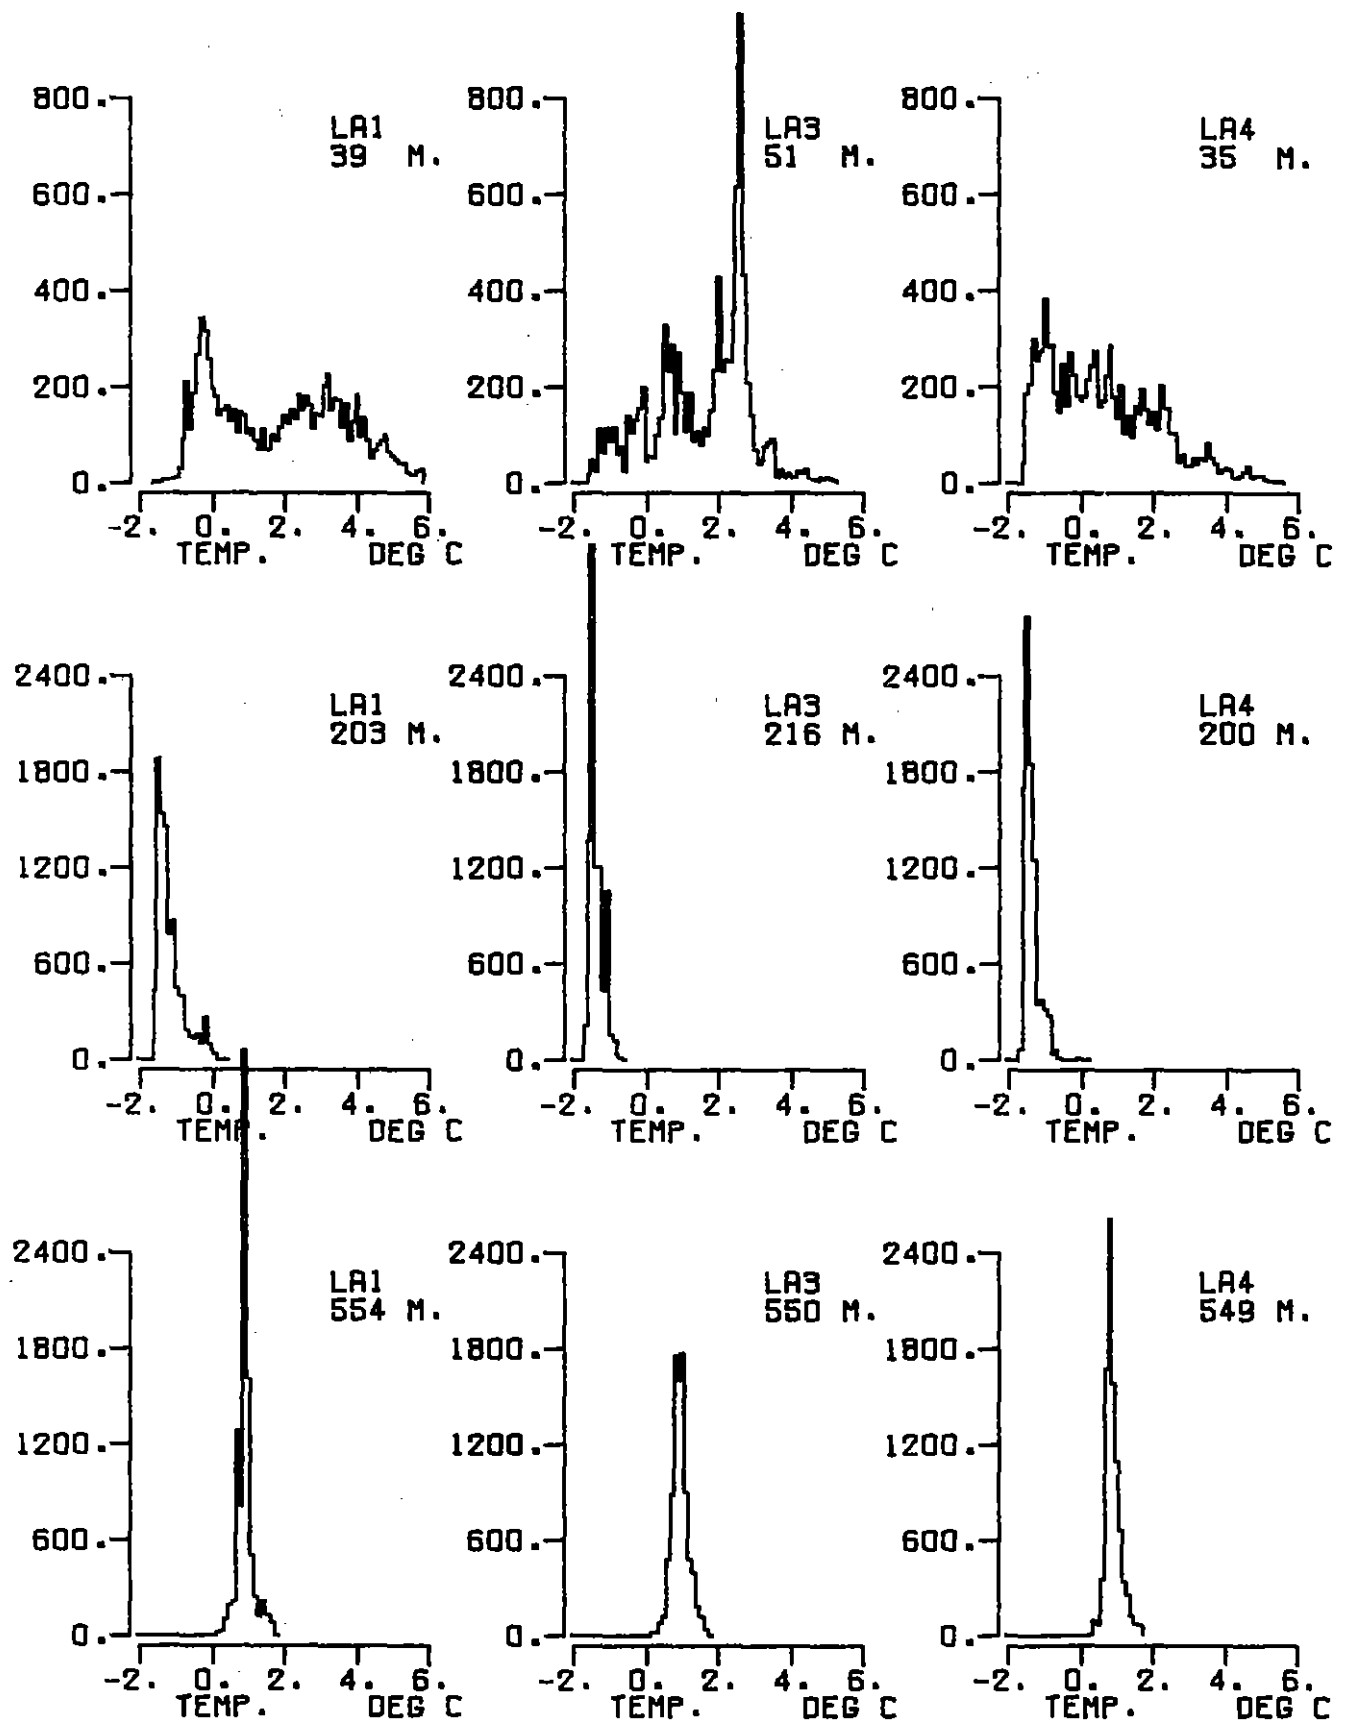 800. 800. 800.
LA1 LA3 LA4
39 M. 51 M. 35 M.
600. 600. 600.
400. 400. 400.
200. 200. 200.
0. 0. 0.
-2. 0. 2. 4. 6. -2. 0. 2. 4. 6. -2. 0. 2. 4. 6.
TEMP. DEG C TEMP. DEG C TEMP. DEG C
2400. 2400. 2400.
LA1 LA3 LA4
203 M. 216 M. 200 M.
1800. 1800. 1800.
1200. 1200. 1200.
600. 600. 600.
0. 0. 0.
-2. 0. 2. 4. 6. -2. 0. 2. 4. 6. -2. 0. 2. 4. 6.
TEMP. DEG C TEMP. DEG C TEMP. DEG C
2400. 2400. 2400.
LA1 LA3 LA4
554 M. 550 M. 549 M.
1800. 1800. 1800.
1200. 1200. 1200.
600. 600. 600.
0. 0. 0.
-2. 0. 2. 4. 6. -2. 0. 2. 4. 6. -2. 0. 2. 4. 6.
TEMP. DEG C TEMP. DEG C TEMP. DEG C